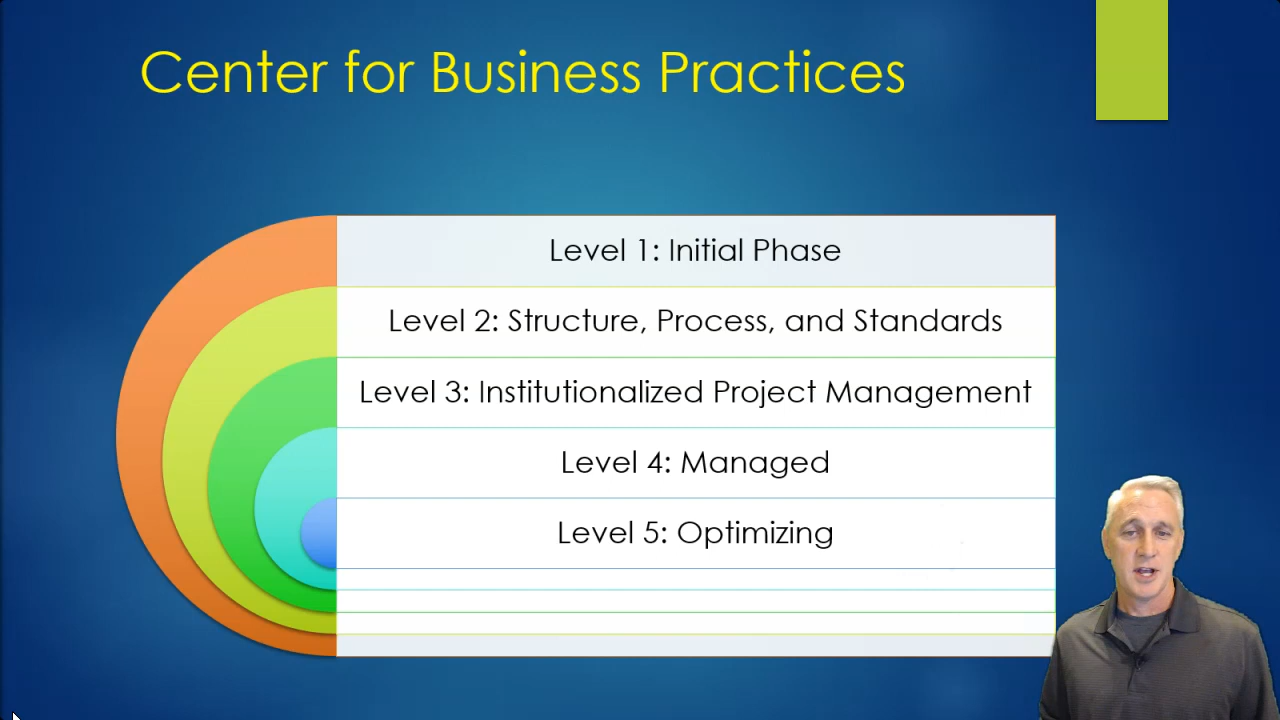 Center for Business Practices
Level 1: Initial Phase
Level 2: Structure, Process, and Standards
Level 3: Institutionalized Project Management
Level 4: Managed
Level 5: Optimizing